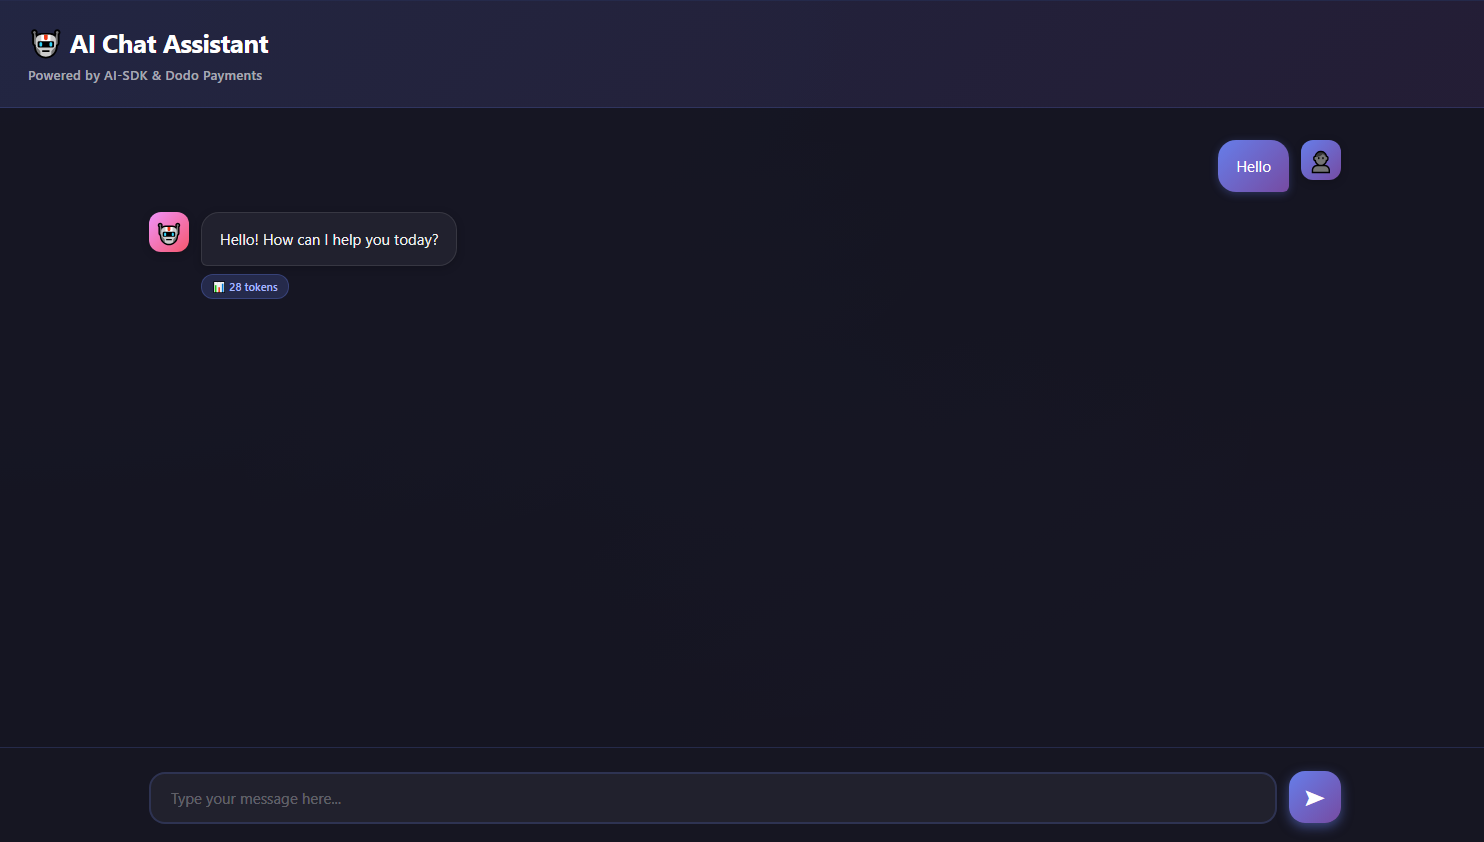 AI Chat Assistant
Powered by AI-SDK & Dodo Payments
Hello
Hello! How can I help you today?
28 tokens
Type your message here...